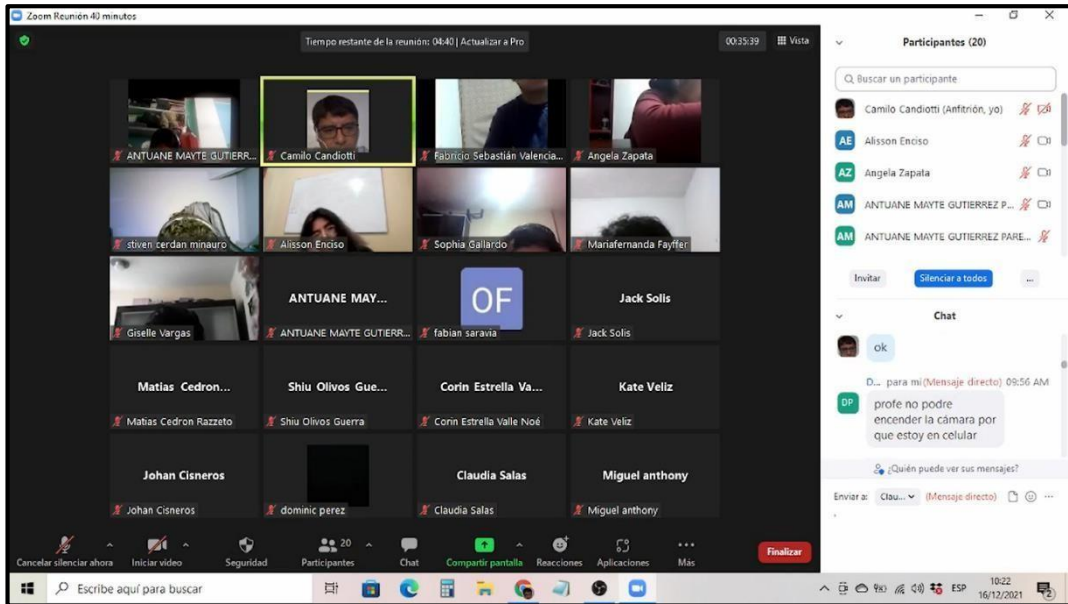 Zoom Reunión 40 minutos
Tiempo restante de la reunión: 04:40 | Actualizar a Pro
00:35:39
Vista
ANTUANE MAYTE GUTIERR...
Camilo Candiotti
Fabricio Sebastián Valencia...
Angela Zapata
stiven cerdan minauro
Alisson Enciso
Sophia Gallardo
Mariafernanda Fayffer
Giselle Vargas
ANTUANE MAY...
ANTUANE MAYTE GUTIERR...
OF
fabian saravia
Jack Solis
Jack Solis
Matias Cedron...
Matias Cedron Razzeto
Shiu Olivos Gue...
Shiu Olivos Guerra
Corin Estrella Va...
Corin Estrella Valle Noé
Kate Veliz
Kate Veliz
Johan Cisneros
Johan Cisneros
dominic perez
Claudia Salas
Claudia Salas
Miguel anthony
Miguel anthony
Cancelar silenciar ahora
Iniciar video
Seguridad
20
Participantes
Chat
Compartir pantalla
Reacciones
Aplicaciones
Más
Finalizar
Participantes (20)
Buscar un participante
Camilo Candiotti (Anfitrión, yo)
AE Alisson Enciso
AZ Angela Zapata
AM ANTUANE MAYTE GUTIERREZ P...
AM ANTUANE MAYTE GUTIERREZ PARE...
Invitar
Silenciar a todos
...
Chat
ok
D... para mí (Mensaje directo) 09:56 AM
DP
profe no podre
encender la cámara por
que estoy en celular
¿Quién puede ver sus mensajes?
Enviar a: Clau... (Mensaje directo)
Escribe aquí para buscar
ESP
10:22
16/12/2021
2